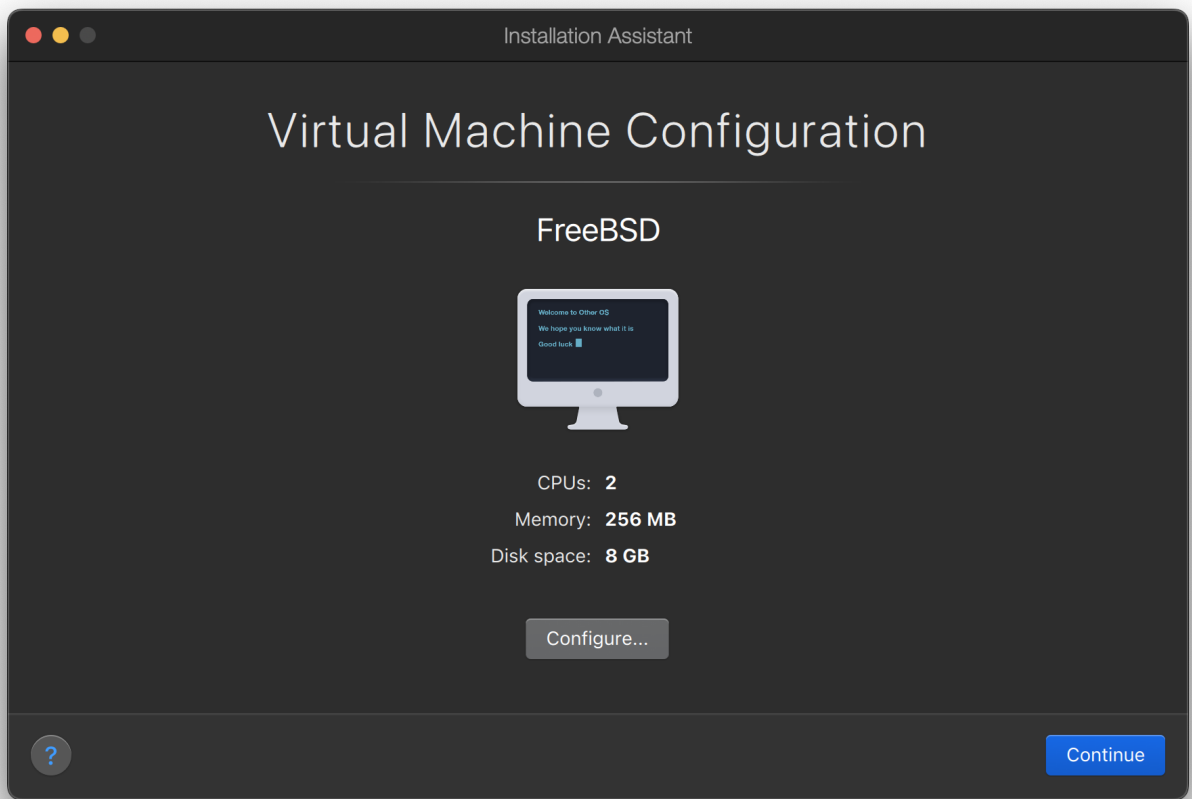 Installation Assistant
Virtual Machine Configuration
FreeBSD
Welcome to Other OS
We hope you know what it is
Good luck
CPUs: 2
Memory: 256 MB
Disk space: 8 GB
Configure...
?
Continue